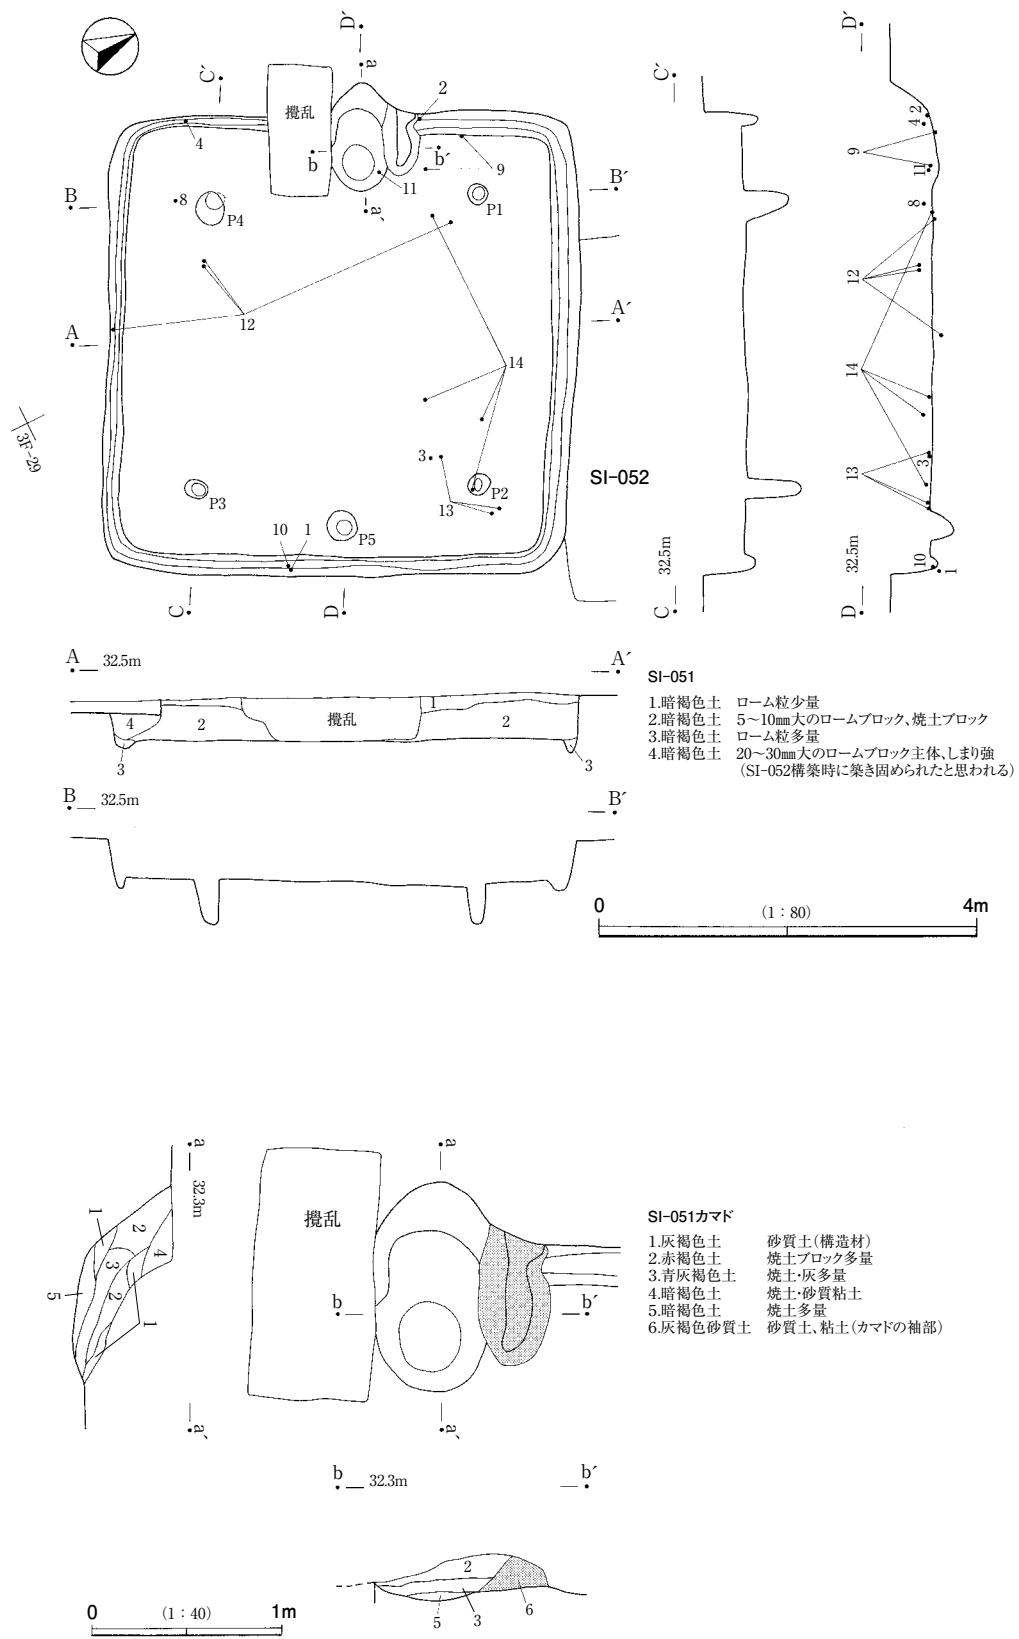 D´
a
C´
2
攪乱
4
b
b´
9
11
a´
B
8
P4
P1
B´
12
A
A´
14
3F-29
3
P3
P2
SI-052
13
10
1
P5
C
D
C´
32.5m
C
D´
2
4
9
11
8
12
14
3
13
32.5m
10
1
D
A 32.5m
A´
1
4
2
攪乱
2
3
3
B 32.5m
B´
SI-051
1.暗褐色土 ローム粒少量
2.暗褐色土 5～10㎜大のロームブロック、焼土ブロック
3.暗褐色土 ローム粒多量
4.暗褐色土 20～30㎜大のロームブロック主体、しまり強
(SI-052構築時に築き固められたと思われる)
0
(1：80)
4m
a
32.3m
1
2
4
3
5
2
1
a´
a
攪乱
b
b´
a´
SI-051カマド
1.灰褐色土 砂質土(構造材)
2.赤褐色土 焼土ブロック多量
3.青灰褐色土 焼土・灰多量
4.暗褐色土 焼土・砂質粘土
5.暗褐色土 焼土多量
6.灰褐色砂質土 砂質土、粘土(カマドの袖部)
b 32.3m
b´
2
5
3
6
0
(1：40)
1m